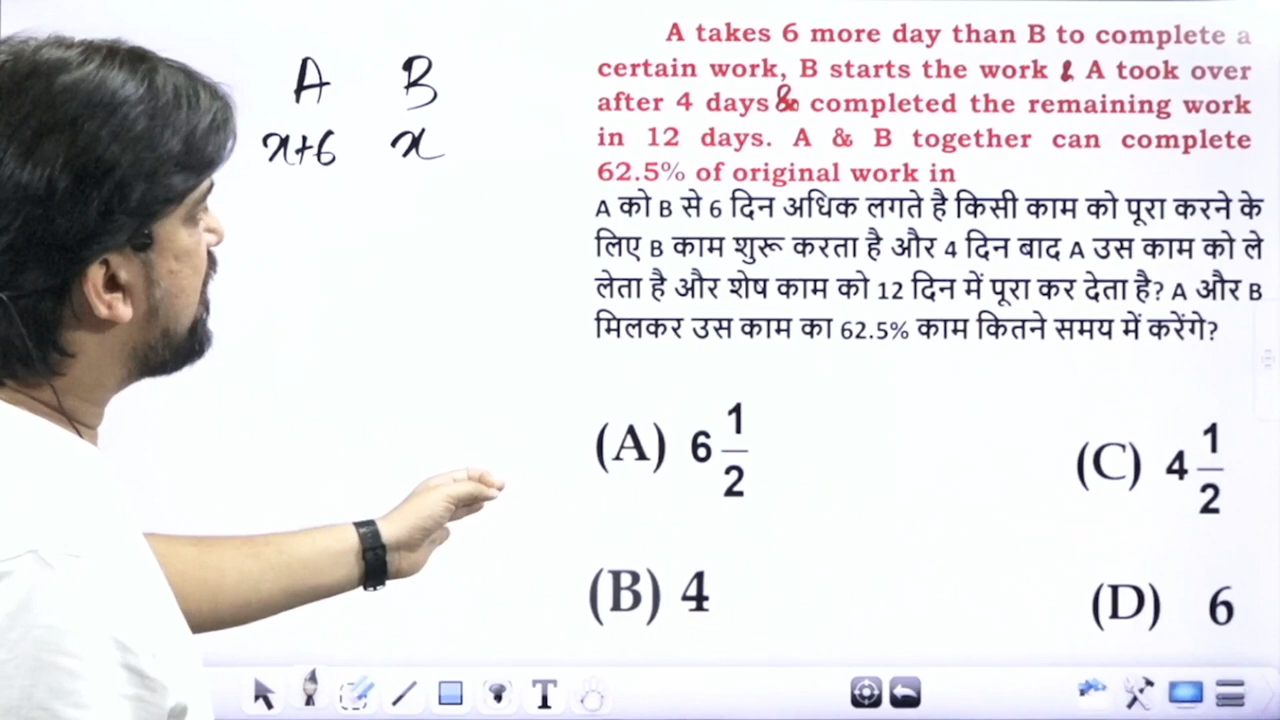 A B
x+6 x
A takes 6 more day than B to complete a
certain work, B starts the work & A took over
after 4 days & completed the remaining work
in 12 days. A & B together can complete
62.5% of original work in
A को B से 6 दिन अधिक लगते है किसी काम को पूरा करने के
लिए B काम शुरू करता है और 4 दिन बाद A उस काम को ले
लेता है और शेष काम को 12 दिन में पूरा कर देता है? A और B
मिलकर उस काम का 62.5% काम कितने समय में करेंगे?
(A) 6 1/2
(C) 4 1/2
(B) 4
(D) 6
T